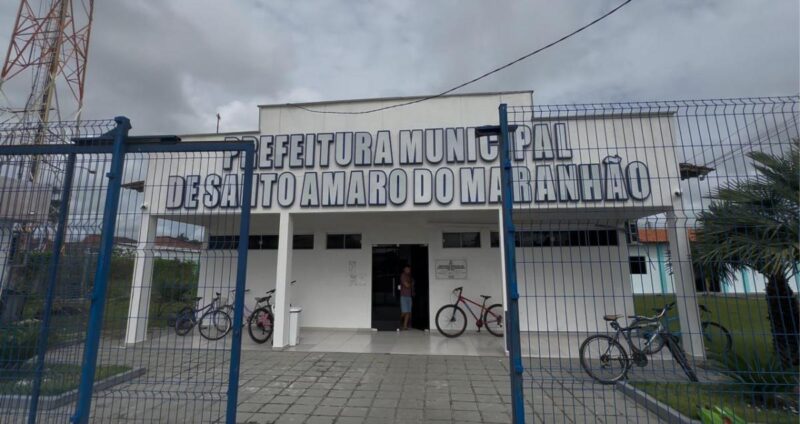 PREFEITURA MUNICIPAL
DE SANTO AMARO DO MARANHÃO